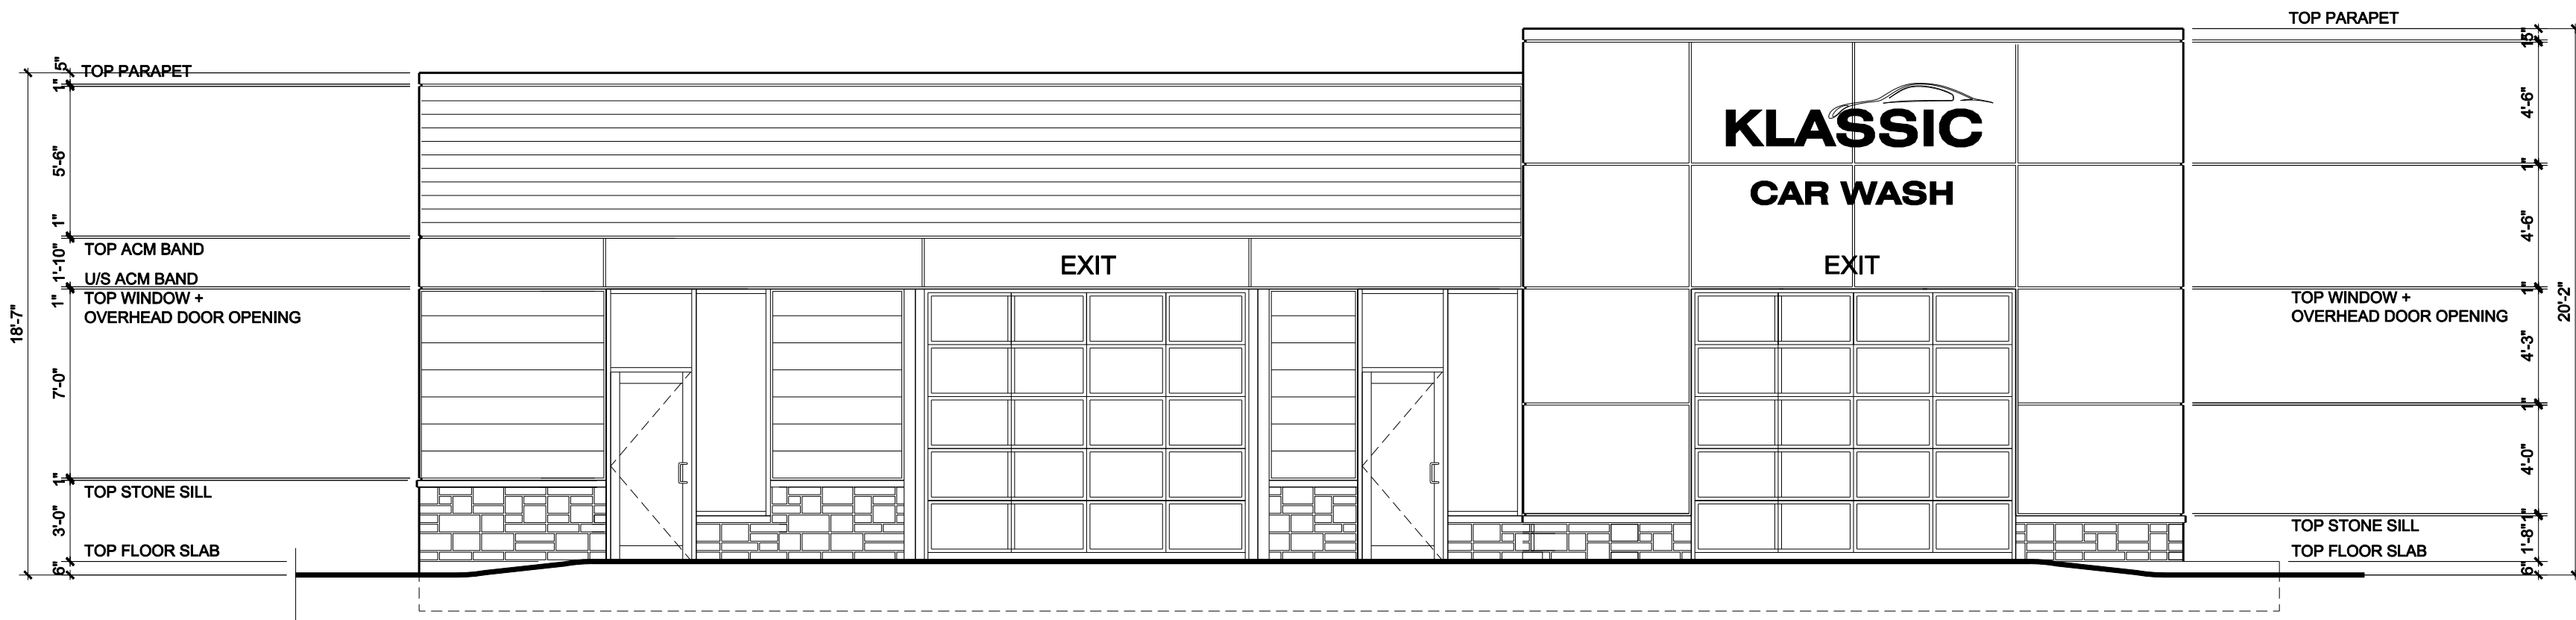 TOP PARAPET
5"
1"
5'-6"
1"
TOP ACM BAND
1'-10"
U/S ACM BAND
1"
TOP WINDOW +
OVERHEAD DOOR OPENING
18'-7"
7'-0"
1"
TOP STONE SILL
3'-0"
TOP FLOOR SLAB
6"
KLASSIC
CAR WASH
EXIT
EXIT
TOP PARAPET
4'-6"
1"
4'-6"
1"
TOP WINDOW +
OVERHEAD DOOR OPENING
20'-2"
4'-3"
1"
4'-0"
1"
TOP STONE SILL
1'-8"
TOP FLOOR SLAB
6"